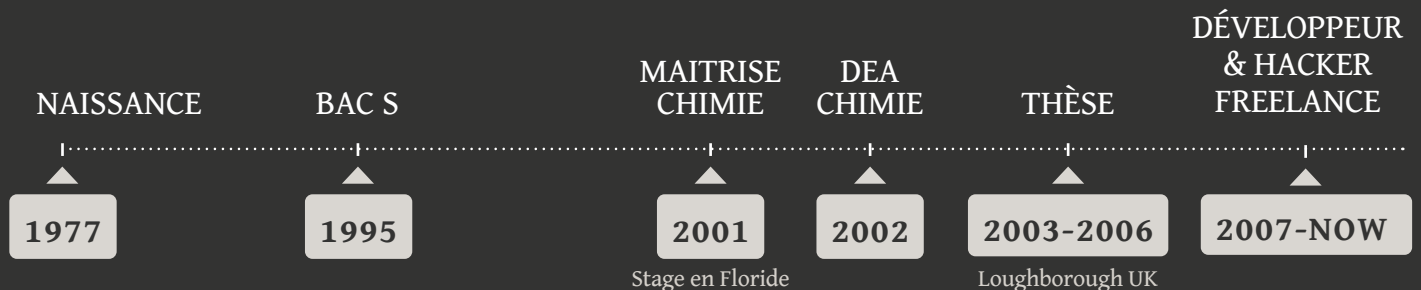 NAISSANCE
BAC S
MAITRISE
CHIMIE
DEA
CHIMIE
THÈSE
DÉVELOPPEUR
& HACKER
FREELANCE
1977
1995
2001
2002
2003-2006
2007-NOW
Stage en Floride
Loughborough UK